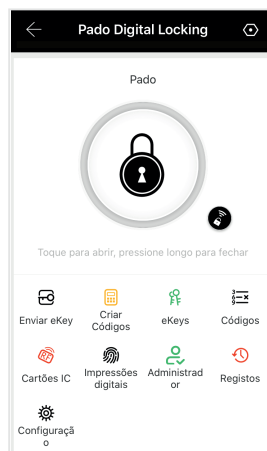 Pado Digital Locking
Pado
Toque para abrir, pressione longo para fechar
Enviar eKey
Criar
Códigos
eKeys
Códigos
Cartões IC
Impressões
digitais
Administrad
or
Registos
Configuraçã
o